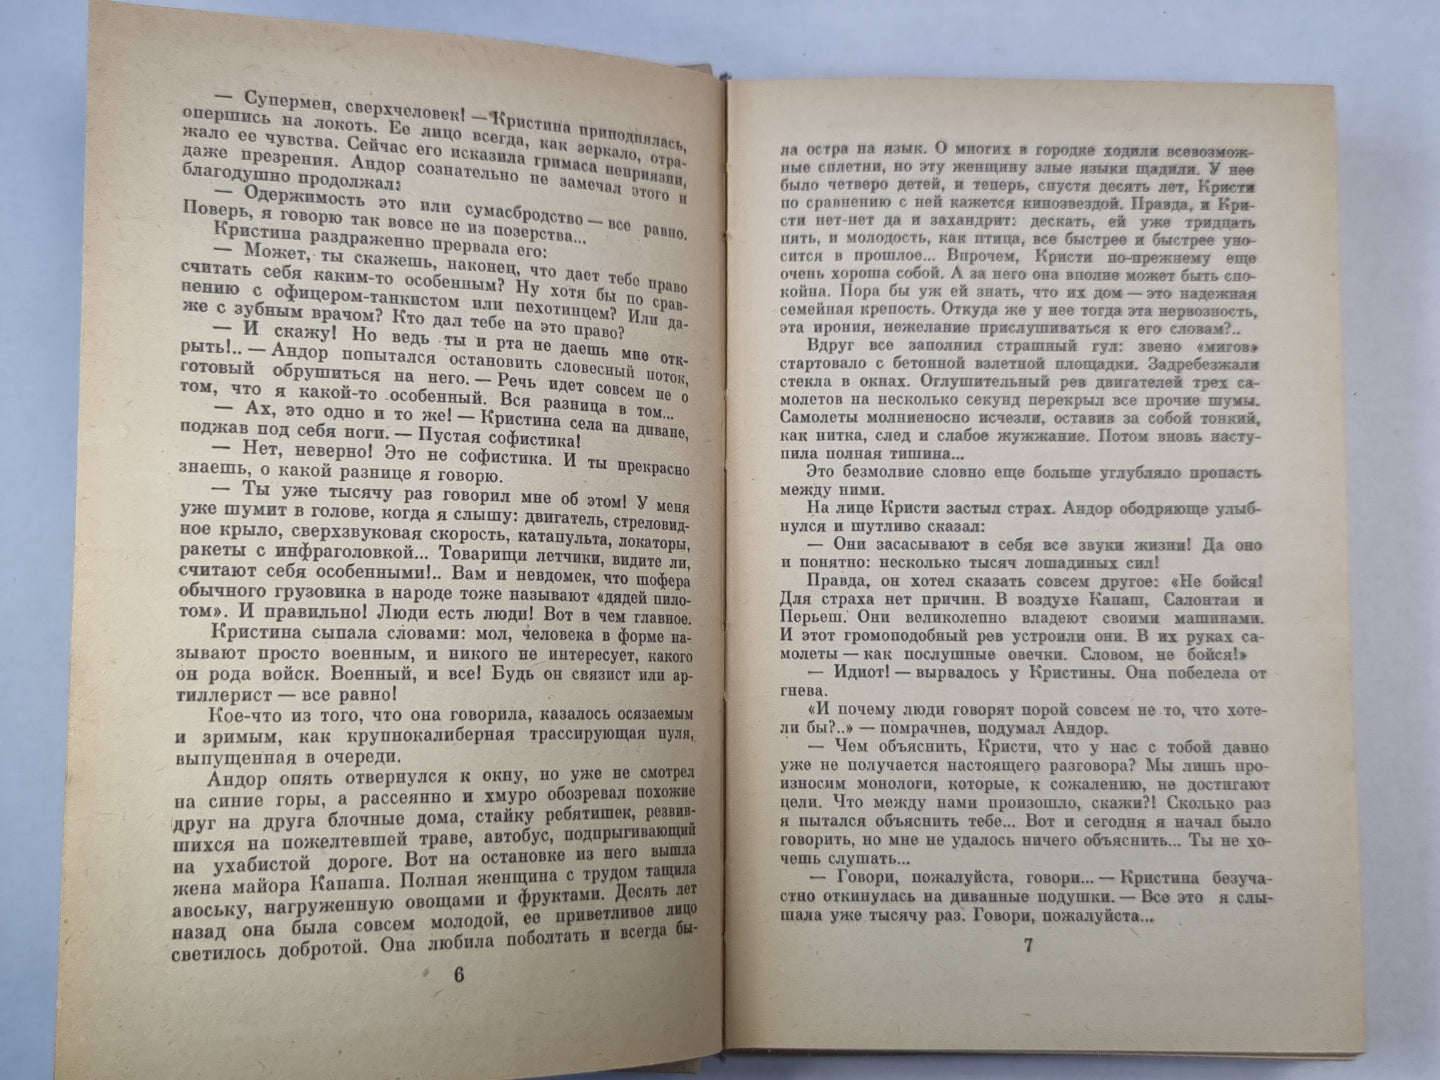 — Супермен, сверхчеловек! — Кристина приподнялась,
опершись на локоть. Ее лицо всегда, как зеркало, отра-
жало ее чувства. Сейчас его исказила гримаса неприязни,
даже презрения. Андор сознательно не замечал этого и
благодушно продолжал:
— Одержимость это или сумасбродство — все равно.
Поверь, я говорю так вовсе не из позерства...
Кристина раздраженно прервала его:
— Может, ты скажешь, наконец, что дает тебе право
считать себя каким-то особенным? Ну хотя бы по срав-
нению с офицером-танкистом или пехотинцем? Или да-
же с зубным врачом? Кто дал тебе на это право?
— И скажу! Но ведь ты и рта не даешь мне отк-
рыть!.. — Андор попытался остановить словесный поток,
готовый обрушиться на него. — Речь идет совсем не о
том, что я какой-то особенный. Вся разница в том...
— Ах, это одно и то же! — Кристина села на диване,
поджав под себя ноги. — Пустая софистика!
— Нет, неверно! Это не софистика. И ты прекрасно
знаешь, о какой разнице я говорю.
— Ты уже тысячу раз говорил мне об этом! У меня
уже шумит в голове, когда я слышу: двигатель, стреловид-
ное крыло, сверхзвуковая скорость, катапульта, локаторы,
ракеты с инфраголовкой... Товарищи летчики, видите ли,
считают себя особенными!.. Вам и невдомек, что шофера
обычного грузовика в народе тоже называют «дядей пило-
том». И правильно! Люди есть люди! Вот в чем главное.
Кристина сыпала словами: мол, человека в форме на-
зывают просто военным, и никого не интересует, какого
он рода войск. Военный, и все! Будь он связист или ар-
тиллерист — все равно!
Кое-что из того, что она говорила, казалось осязаемым
и зримым, как крупнокалиберная трассирующая пуля,
выпущенная в очереди.
Андор опять отвернулся к окну, но уже не смотрел
на синие горы, а рассеянно и хмуро обозревал похожие
друг на друга блочные дома, стайку ребятишек, резвив-
шихся на пожелтевшей траве, автобус, подпрыгивающий
на ухабистой дороге. Вот на остановке из него вышла
жена майора Капаша. Полная женщина с трудом тащила
авоську, нагруженную овощами и фруктами. Десять лет
назад она была совсем молодой, ее приветливое лицо
светилось добротой. Она любила поболтать и всегда бы-
6
ла остра на язык. О многих в городке ходили всевозмож-
ные сплетни, но эту женщину злые языки щадили. У нее
было четверо детей, и теперь, спустя десять лет, Кристи
по сравнению с ней кажется кинозвездой. Правда, и Кри-
сти нет-нет да и захандрит: дескать, ей уже тридцать
пять, и молодость, как птица, все быстрее и быстрее уно-
сится в прошлое... Впрочем, Кристи по-прежнему еще
очень хороша собой. А за него она вполне может быть спо-
койна. Пора бы уж ей знать, что их дом — это надежная
семейная крепость. Откуда же у нее тогда эта нервозность,
эта ирония, нежелание прислушиваться к его словам?..
Вдруг все заполнил страшный гул: звено «мигов»
стартовало с бетонной взлетной площадки. Задребезжали
стекла в окнах. Оглушительный рев двигателей трех са-
молетов на несколько секунд перекрыл все прочие шумы.
Самолеты молниеносно исчезли, оставив за собой тонкий,
как нитка, след и слабое жужжание. Потом вновь насту-
пила полная тишина...
Это безмолвие словно еще больше углубляло пропасть
между ними.
На лице Кристи застыл страх. Андор ободряюще улыб-
нулся и шутливо сказал:
— Они засасывают в себя все звуки жизни! Да оно
и понятно: несколько тысяч лошадиных сил!
Правда, он хотел сказать совсем другое: «Не бойся!
Для страха нет причин. В воздухе Капаш, Салонтаи и
Перьеш. Они великолепно владеют своими машинами.
И этот громоподобный рев устроили они. В их руках са-
молеты — как послушные овечки. Словом, не бойся!»
— Идиот! — вырвалось у Кристины. Она побелела от
гнева.
«И почему люди говорят порой совсем не то, что хоте-
ли бы?..» — помрачнев, подумал Андор.
— Чем объяснить, Кристи, что у нас с тобой давно
уже не получается настоящего разговора? Мы лишь про-
износим монологи, которые, к сожалению, не достигают
цели. Что между нами произошло, скажи?! Сколько раз
я пытался объяснить тебе... Вот и сегодня я начал было
говорить, но мне не удалось ничего объяснить... Ты не хо-
чешь слушать...
— Говори, пожалуйста, говори... — Кристина безуча-
стно откинулась на диванные подушки. — Все это я слы-
шала уже тысячу раз. Говори, пожалуйста...
7